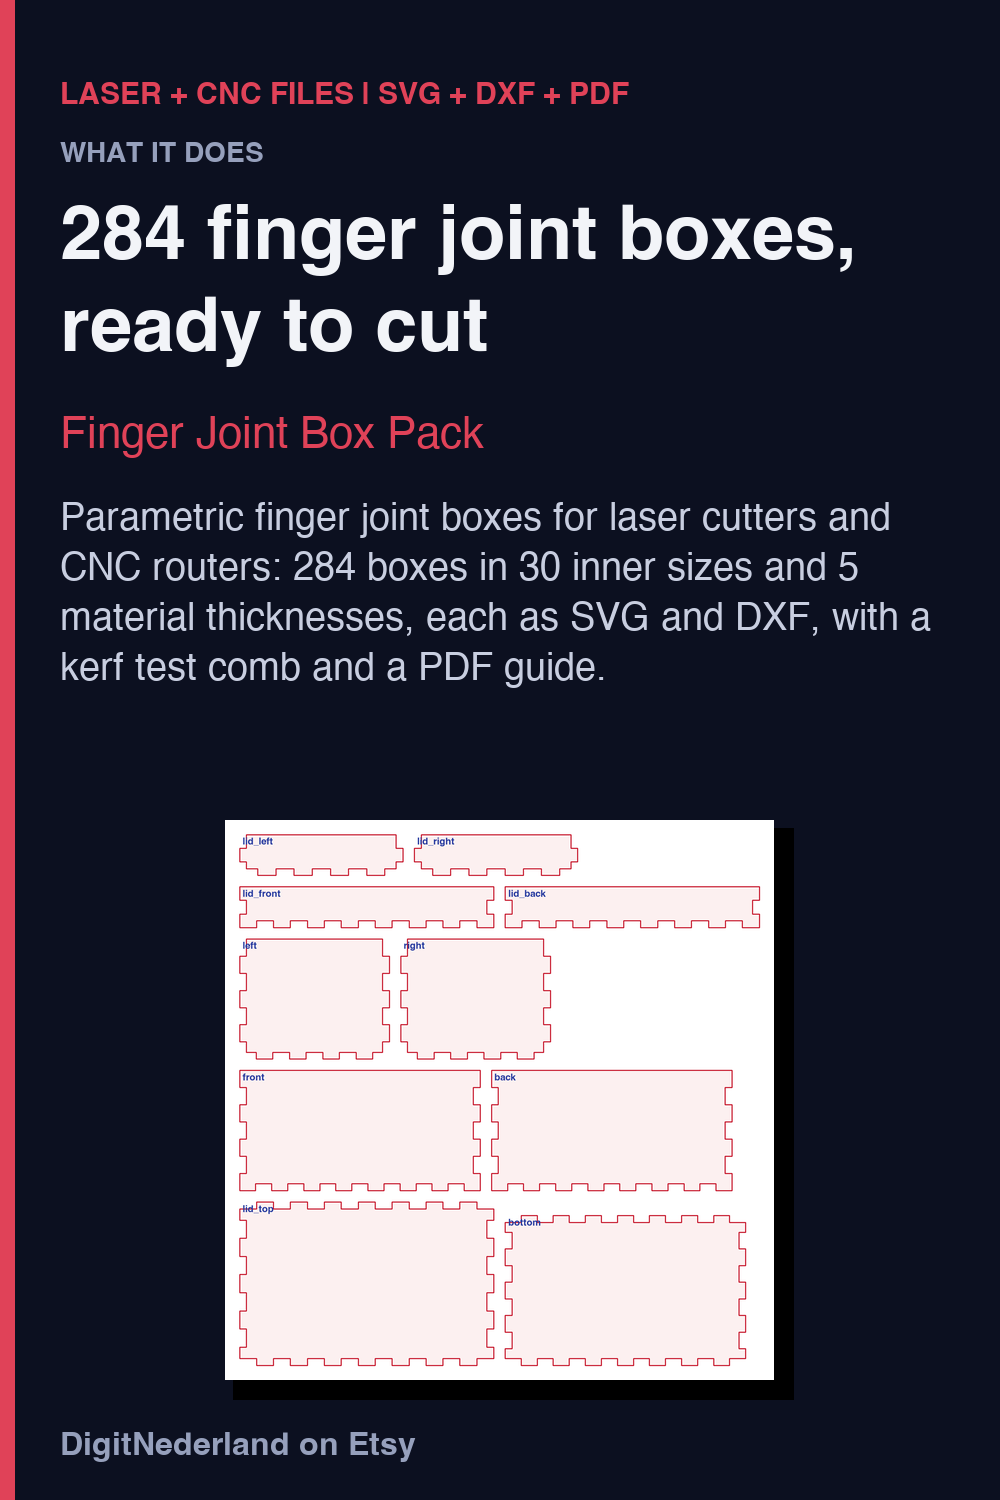 LASER + CNC FILES | SVG + DXF + PDF
WHAT IT DOES
284 finger joint boxes,
ready to cut
Finger Joint Box Pack
Parametric finger joint boxes for laser cutters and
CNC routers: 284 boxes in 30 inner sizes and 5
material thicknesses, each as SVG and DXF, with a
kerf test comb and a PDF guide.
lid_left lid_right
lid_front lid_back
left right
front back
lid_top
bottom
DigitNederland on Etsy